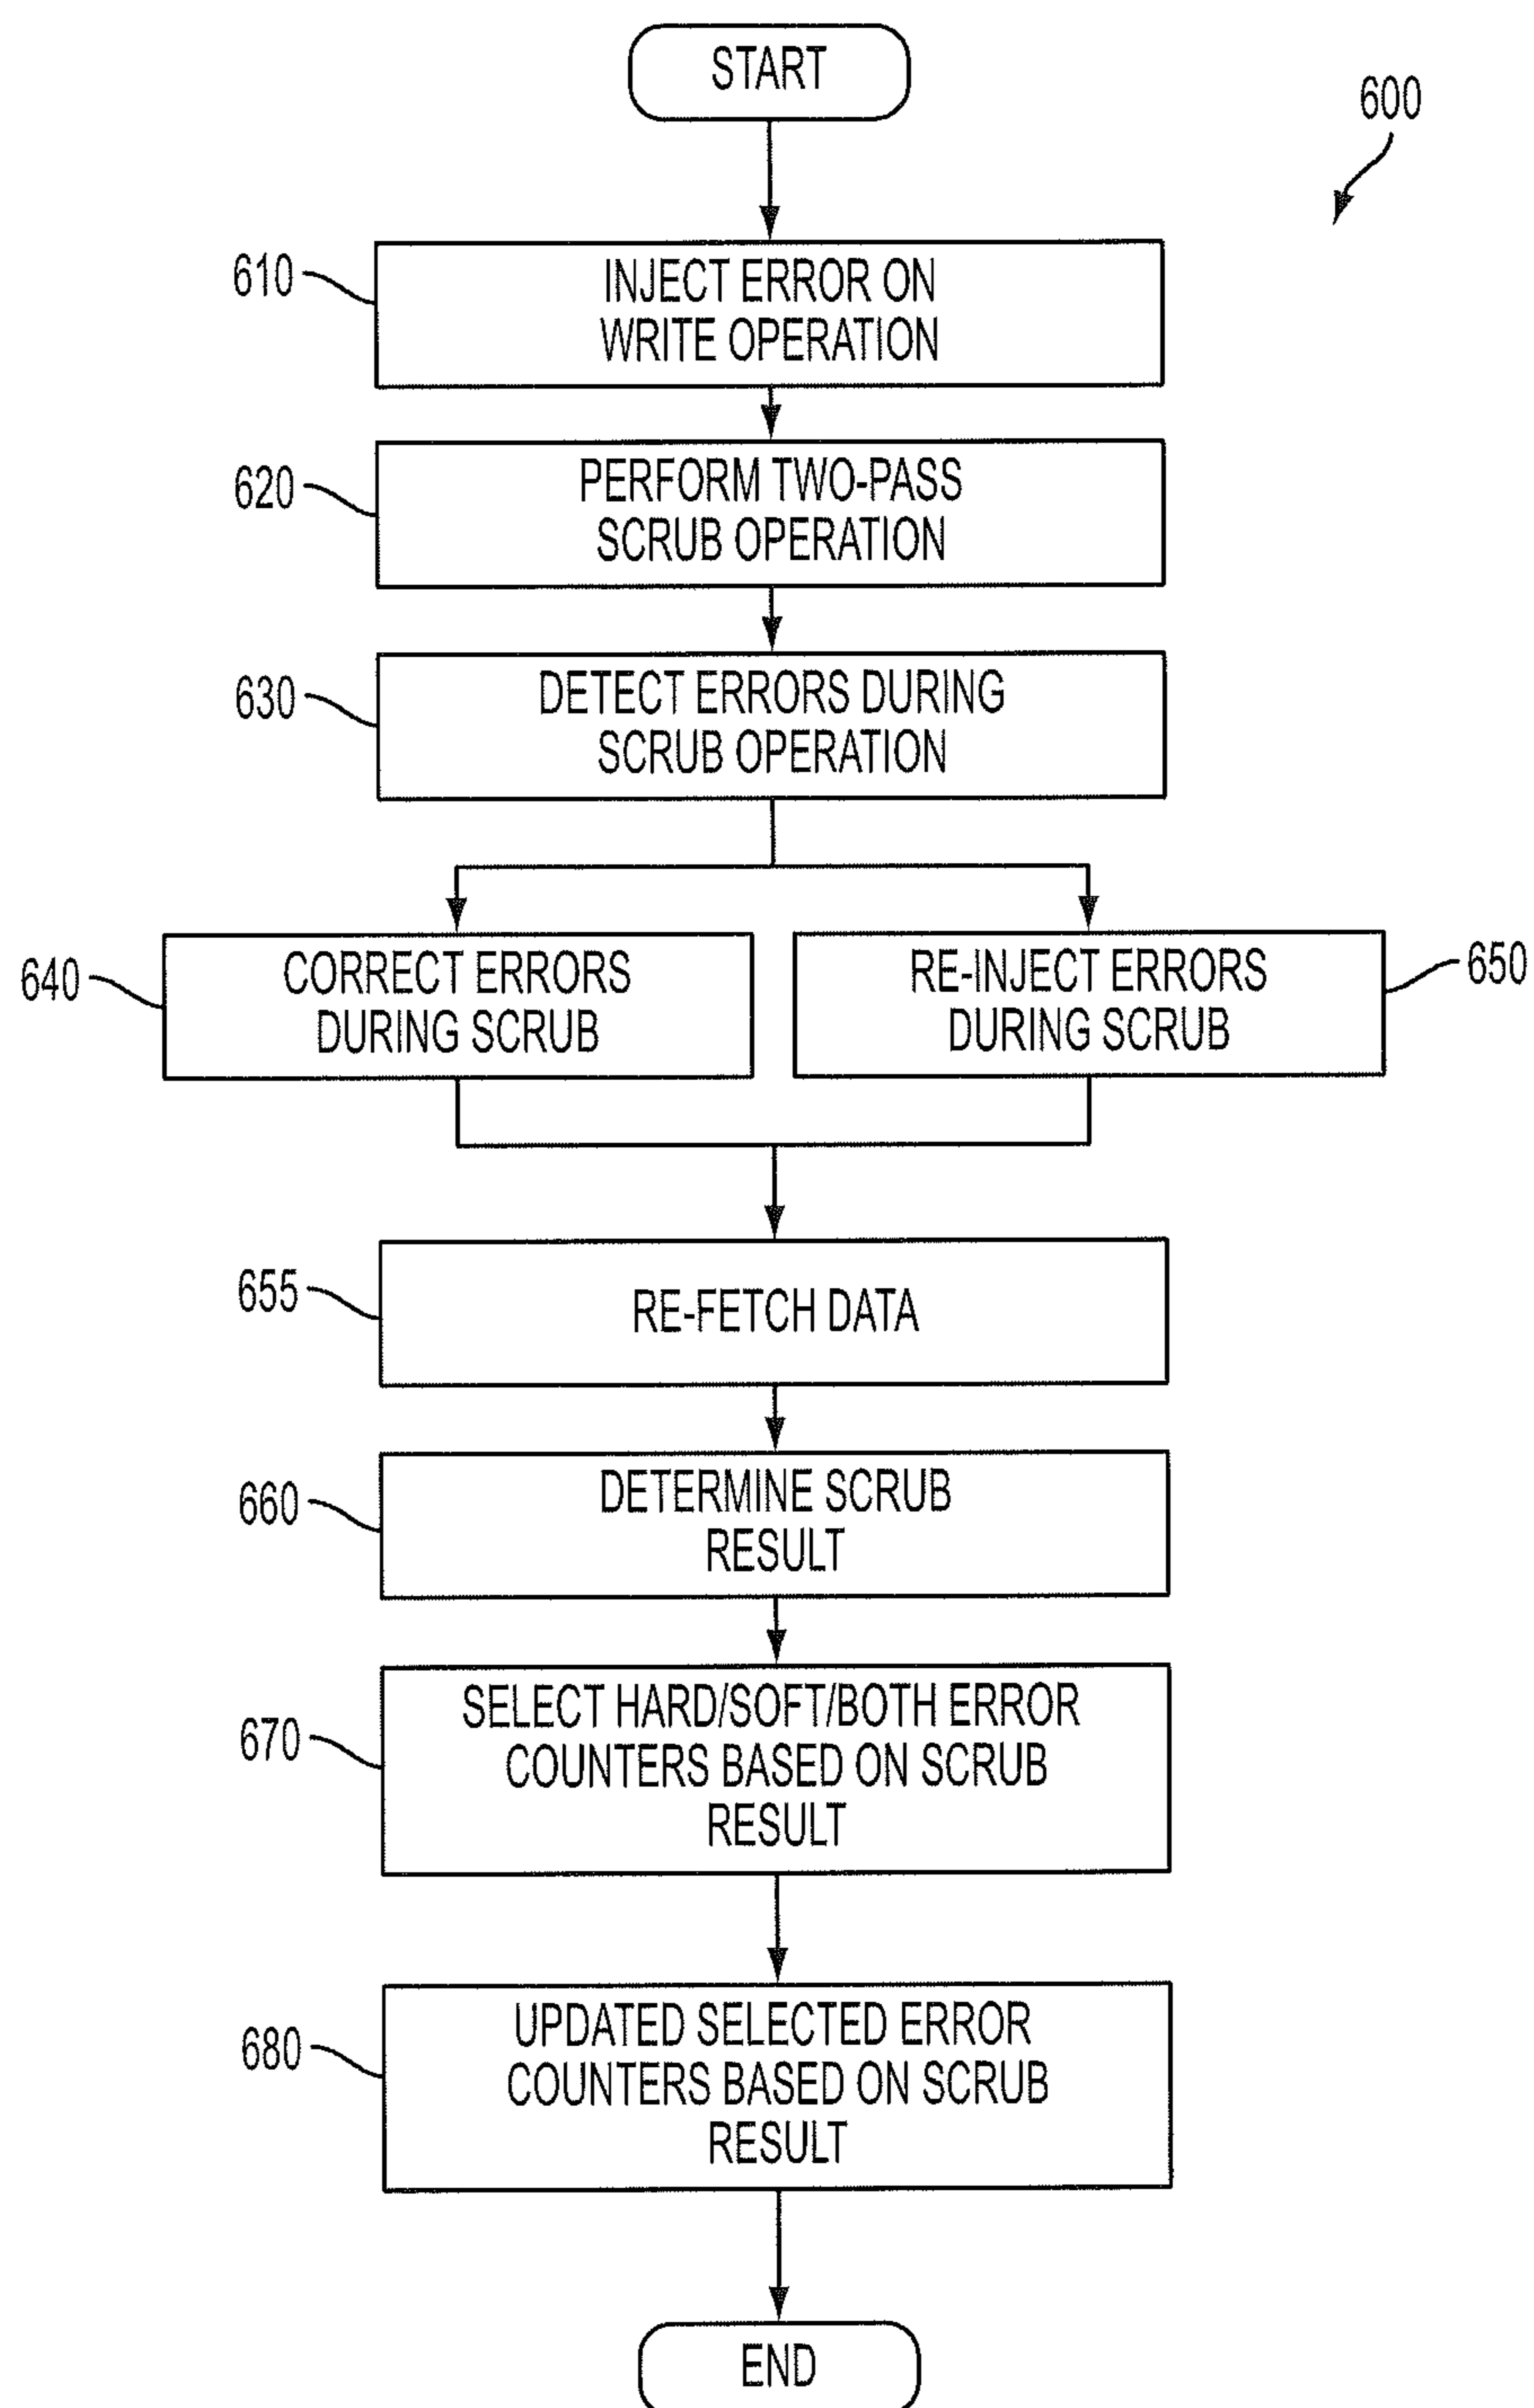 START
600
610
INJECT ERROR ON
WRITE OPERATION
620
PERFORM TWO-PASS
SCRUB OPERATION
630
DETECT ERRORS DURING
SCRUB OPERATION
640
CORRECT ERRORS
DURING SCRUB
RE-INJECT ERRORS
DURING SCRUB
650
655
RE-FETCH DATA
660
DETERMINE SCRUB
RESULT
670
SELECT HARD/SOFT/BOTH ERROR
COUNTERS BASED ON SCRUB
RESULT
680
UPDATED SELECTED ERROR
COUNTERS BASED ON SCRUB
RESULT
END